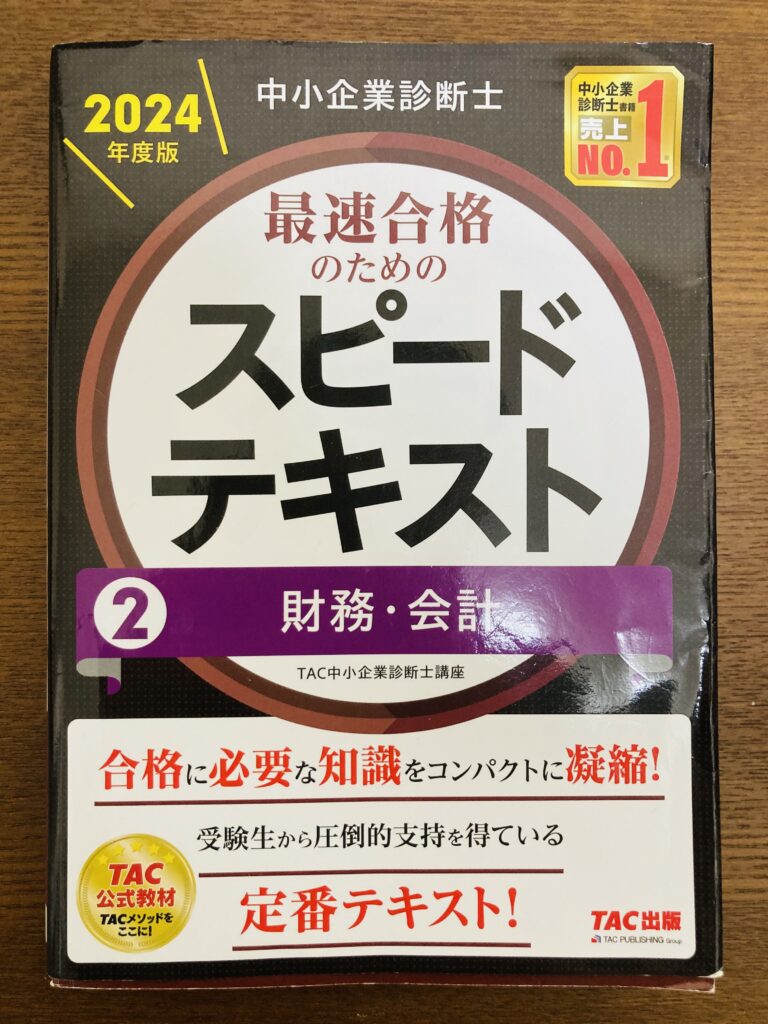 2024
年度版
中小企業診断士
中小企業
診断士書籍
売上
NO.1
最速合格
のための
スピード
テキスト
2 財務・会計
TAC中小企業診断士講座
合格に必要な知識をコンパクトに凝縮!
受験生から圧倒的支持を得ている
定番テキスト!
TAC
公式教材
TACメソッドを
ここに!
TAC出版
TAC PUBLISHING Group